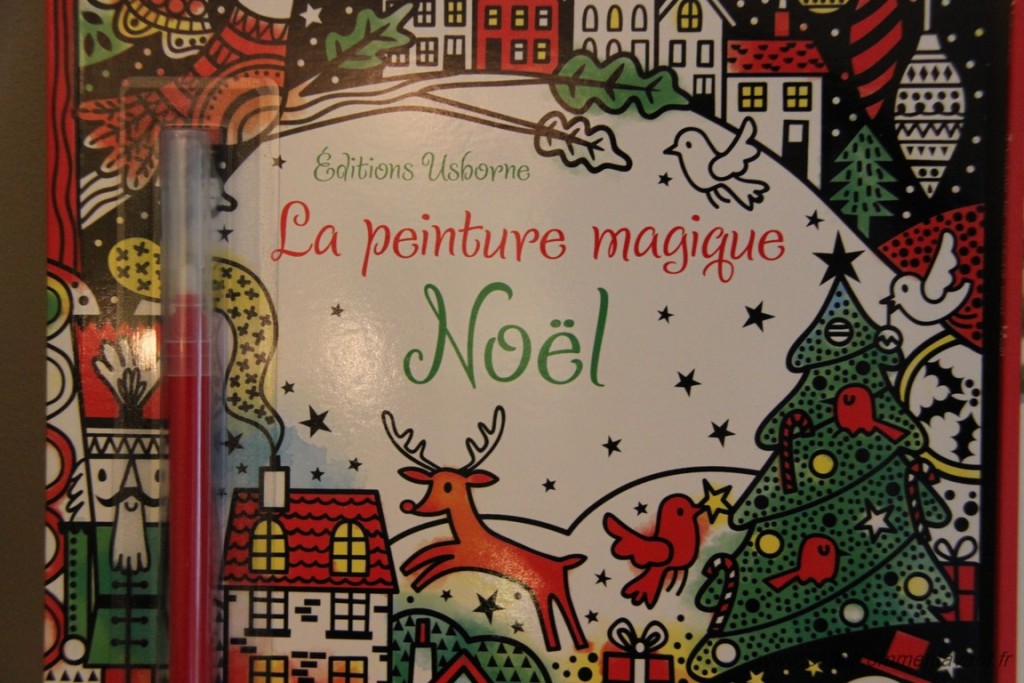 Éditions Usborne
La peinture magique
Noël